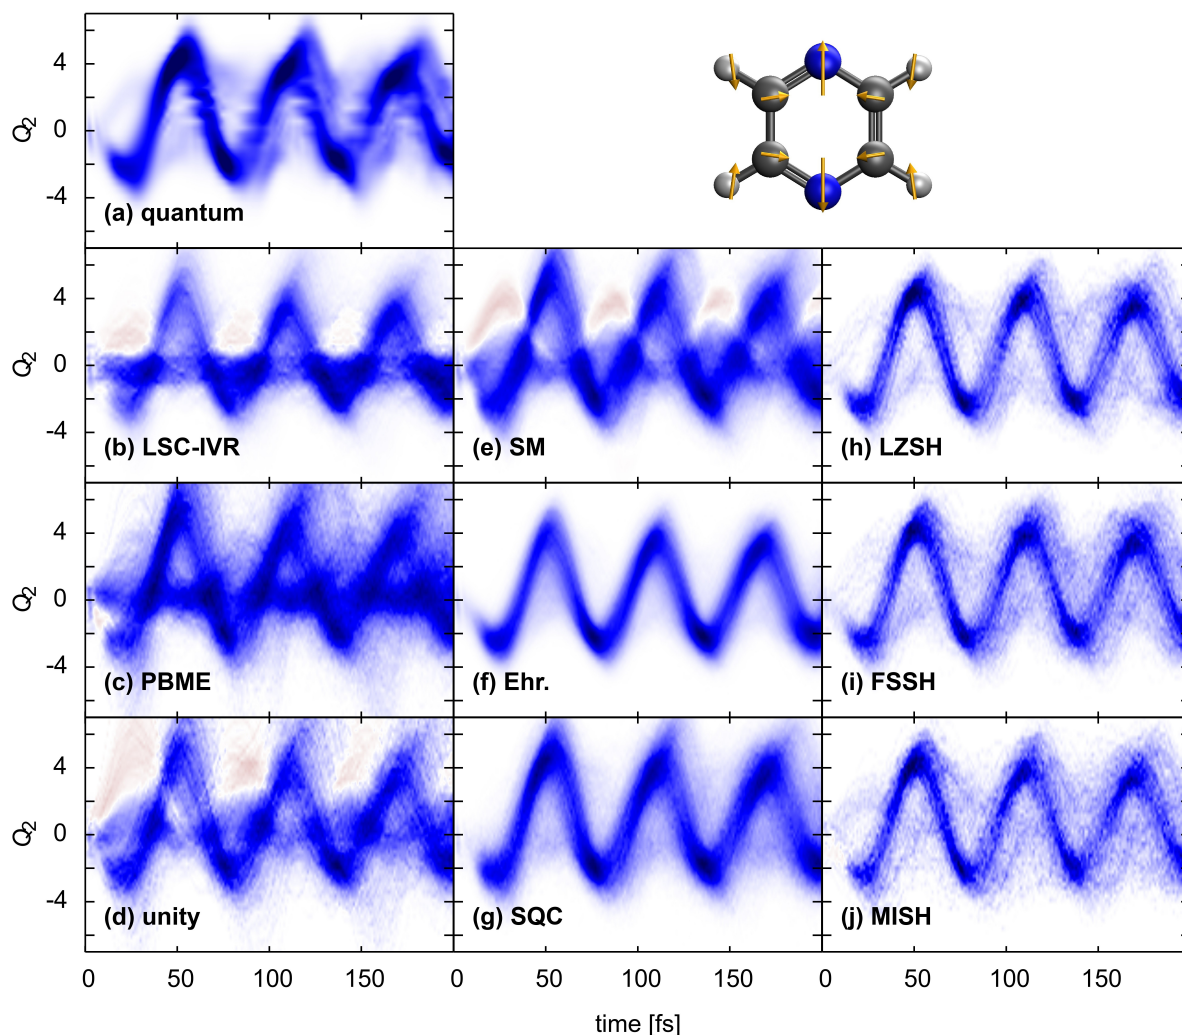 4
0
-4
Q2
(a) quantum
4
0
-4
Q2
(b) LSC-IVR
(e) SM
(h) LZSH
4
0
-4
Q2
(c) PBME
(f) Ehr.
(i) FSSH
4
0
-4
Q2
(d) unity
(g) SQC
(j) MISH
0 50 100 150 0 50 100 150 0 50 100 150
time [fs]